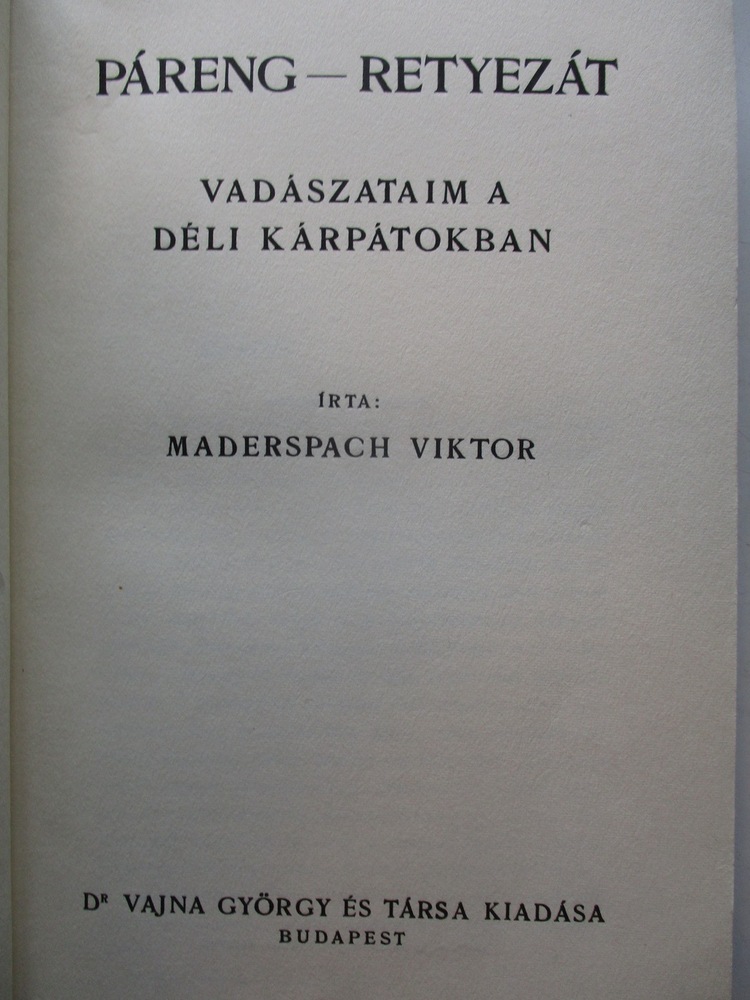 PÁRENG — RETYEZÁT
VADÁSZATAIM A
DÉLI KÁRPÁTOKBAN
ÍRTA:
MADERSPACH VIKTOR
Dᴿ VAJNA GYÖRGY ÉS TÁRSA KIADÁSA
BUDAPEST